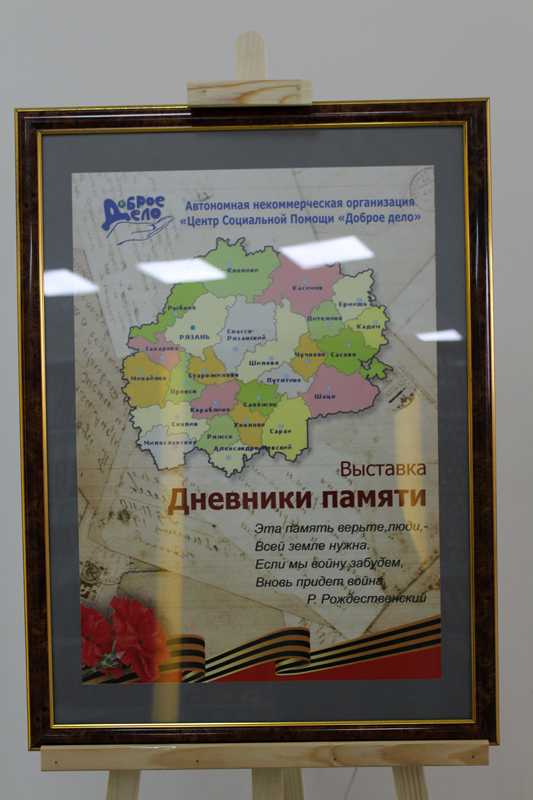 Доброе
Дело
Автономная некоммерческая организация
«Центр Социальной Помощи «Доброе дело»
Клепики
Касимов
Ермишь
Рыбное
Пителино
Кадом
РЯЗАНЬ
Спасск-
Рязанский
Захарово
Чучково
Сасово
Шилово
Михайлов
Старожилово
Путятино
Пронск
Шацк
Кораблино
Сапожок
Скопин
Ухолово
Сараи
Милославское
Ряжск
Александро-Невский
Выставка
Дневники памяти
Эта память верьте,люди,-
Всей земле нужна.
Если мы войну забудем,
Вновь придет война.
Р. Рождественский